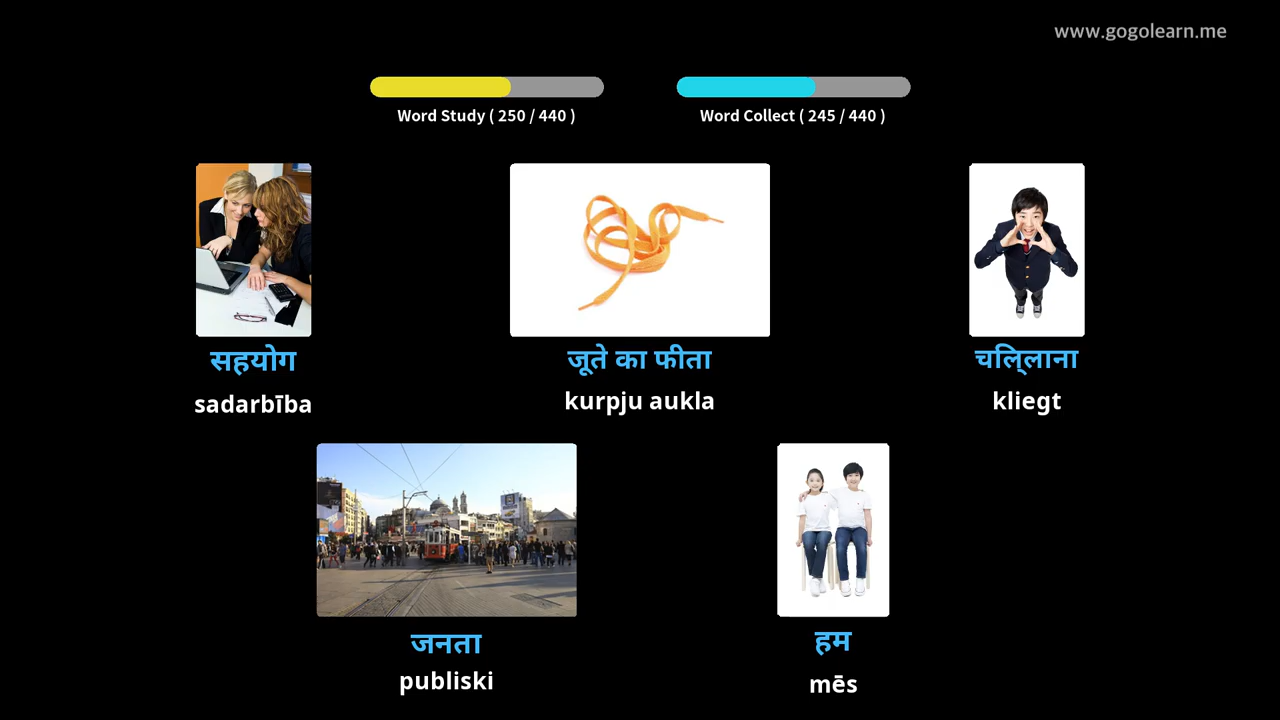 www.gogolearn.me
Word Study ( 250 / 440 )
Word Collect ( 245 / 440 )
सहयोग
sadarbība
जूते का फीता
kurpju aukla
चल्लिाना
kliegt
जनता
publiski
हम
mēs